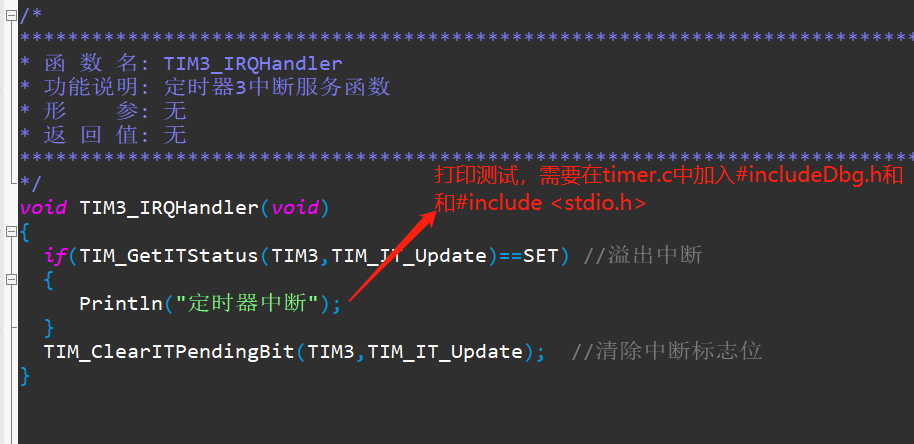 /*
****************************************************************************
* 函 数 名: TIM3_IRQHandler
* 功能说明: 定时器3中断服务函数
* 形    参: 无
* 返 回 值: 无
****************************************************************************
*/
打印测试，需要在timer.c中加入#includeDbg.h和
和#include <stdio.h>
void TIM3_IRQHandler(void)
{
  if(TIM_GetITStatus(TIM3,TIM_IT_Update)==SET) //溢出中断
  {
     Println("定时器中断");
  }
  TIM_ClearITPendingBit(TIM3,TIM_IT_Update);  //清除中断标志位
}